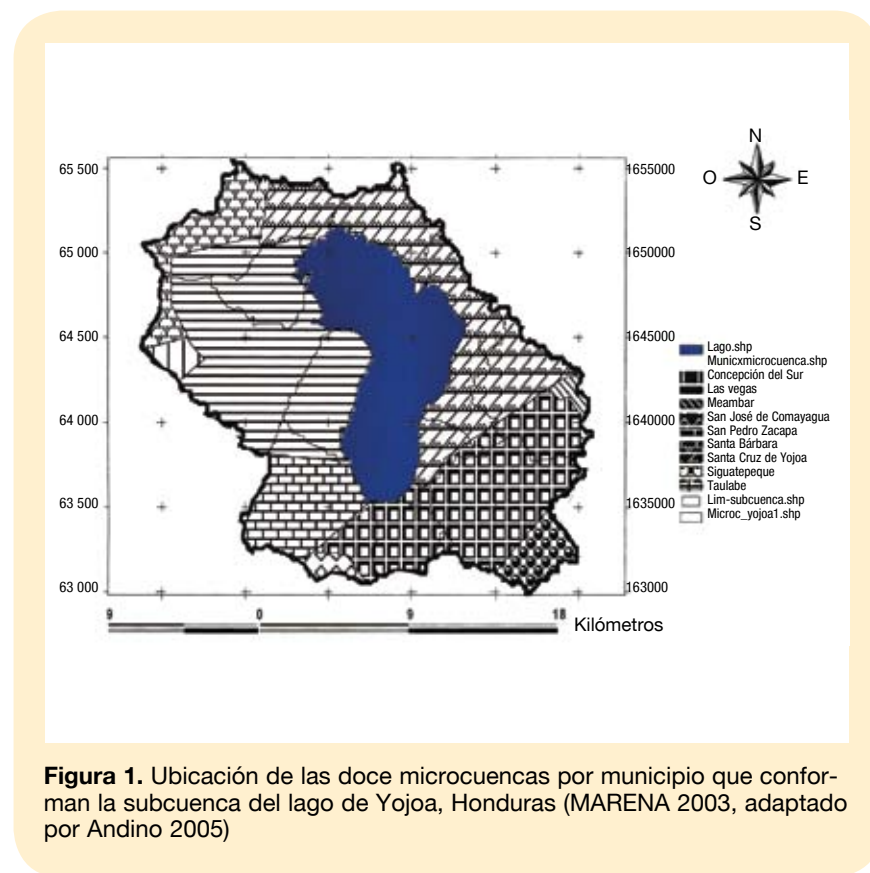 N
O
E
S
65 500
65 000
64 500
64 000
63 500
63 000
1655000
1650000
1645000
1640000
1635000
163000
Lago.shp
Municxmicrocuenca.shp
Concepción del Sur
Las vegas
Meambar
San José de Comayagua
San Pedro Zacapa
Santa Bárbara
Santa Cruz de Yojoa
Siguatepeque
Taulabe
Lim-subcuenca.shp
Microc_yojoa1.shp
9 0 9 18 Kilómetros
Figura 1. Ubicación de las doce microcuencas por municipio que confor-
man la subcuenca del lago de Yojoa, Honduras (MARENA 2003, adaptado
por Andino 2005)